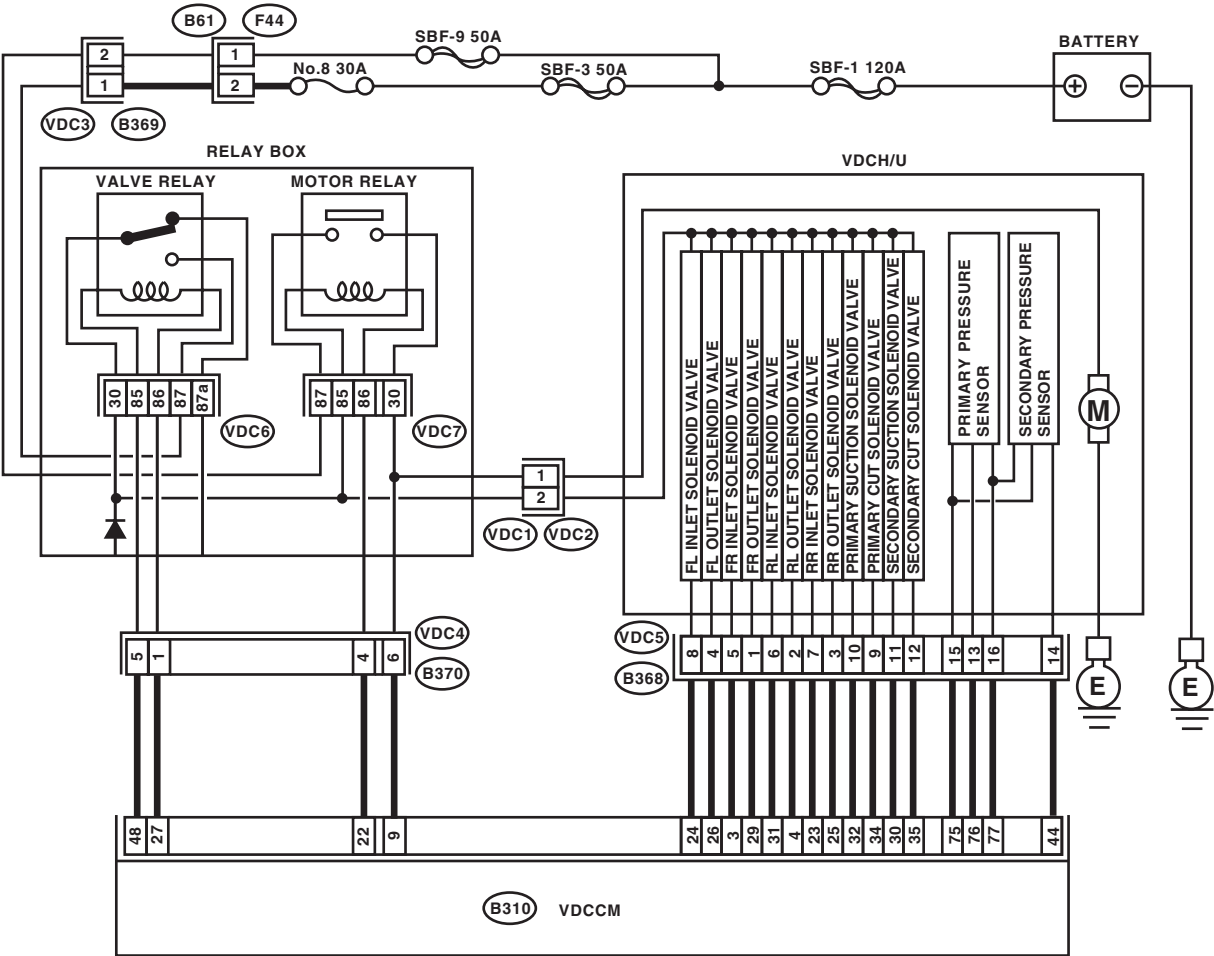 B61
F44
SBF-9 50A
BATTERY
2
1
No.8 30A
SBF-3 50A
SBF-1 120A
1
2
+
−
VDC3
B369
RELAY BOX
VDCH/U
VALVE RELAY
MOTOR RELAY
30
85
86
87
87a
VDC6
87
85
86
30
VDC7
1
2
VDC1
VDC2
FL INLET SOLENOID VALVE
FL OUTLET SOLENOID VALVE
FR INLET SOLENOID VALVE
FR OUTLET SOLENOID VALVE
RL INLET SOLENOID VALVE
RL OUTLET SOLENOID VALVE
RR INLET SOLENOID VALVE
RR OUTLET SOLENOID VALVE
PRIMARY SUCTION SOLENOID VALVE
PRIMARY CUT SOLENOID VALVE
SECONDARY SUCTION SOLENOID VALVE
SECONDARY CUT SOLENOID VALVE
PRIMARY PRESSURE
SENSOR
SECONDARY PRESSURE
SENSOR
M
VDC4
5
1
4
6
B370
VDC5
8
4
5
1
6
2
7
3
10
9
11
12
15
13
16
14
B368
E
E
48
27
22
9
24
26
3
29
31
4
23
25
32
34
30
35
75
76
77
44
B310
VDCCM